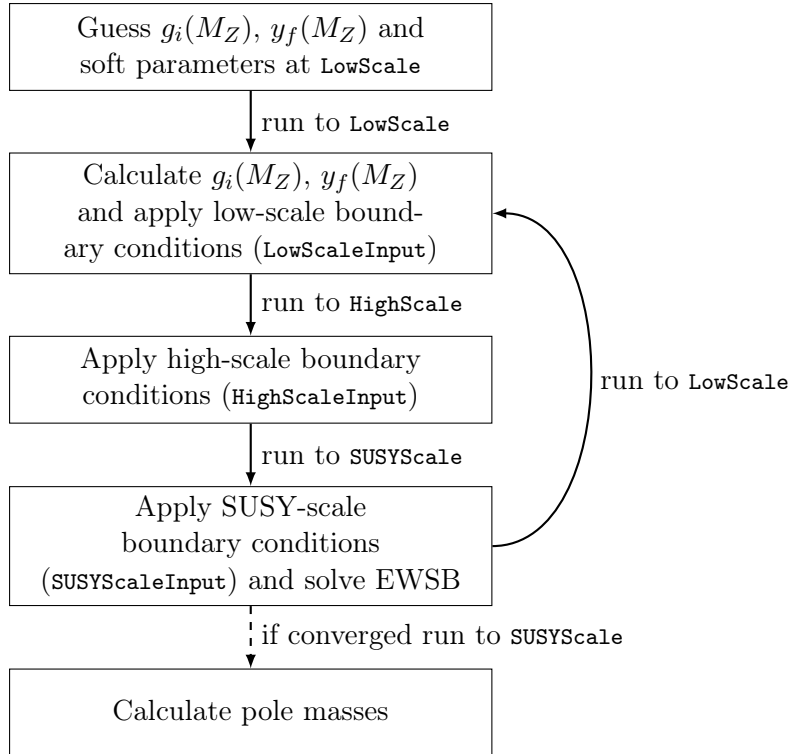 Guess $g_i(M_Z)$, $y_f(M_Z)$ and
soft parameters at LowScale
run to LowScale
Calculate $g_i(M_Z)$, $y_f(M_Z)$
and apply low-scale bound-
ary conditions (LowScaleInput)
run to HighScale
Apply high-scale boundary
conditions (HighScaleInput)
run to LowScale
run to SUSYScale
Apply SUSY-scale
boundary conditions
(SUSYScaleInput) and solve EWSB
if converged run to SUSYScale
Calculate pole masses